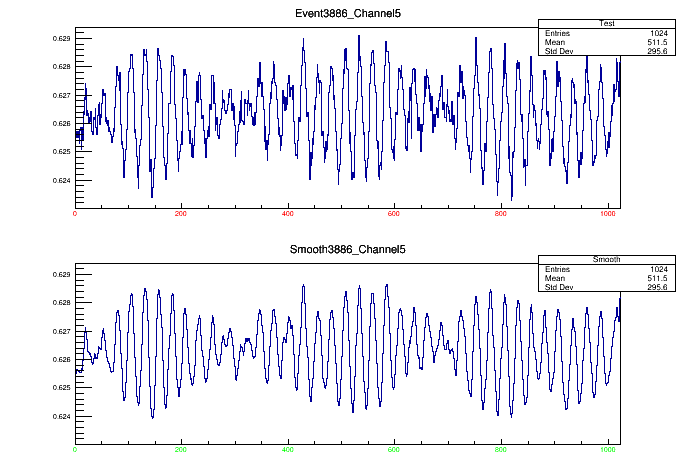 Event3886_Channel5
Test
Entries 1024
Mean 511.5
Std Dev 295.6
0.629
0.628
0.627
0.626
0.625
0.624
0 200 400 600 800 1000
Smooth3886_Channel5
Smooth
Entries 1024
Mean 511.5
Std Dev 295.6
0.629
0.628
0.627
0.626
0.625
0.624
0 200 400 600 800 1000